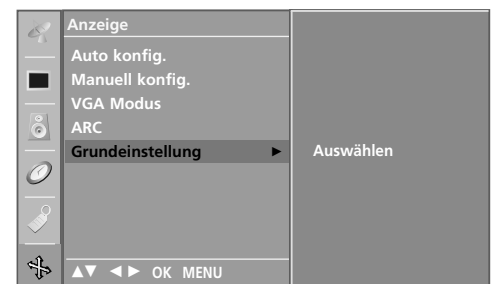 Anzeige
Auto konfig.
Manuell konfig.
VGA Modus
ARC
Grundeinstellung ► Auswählen
▲▼ ◄► OK MENU